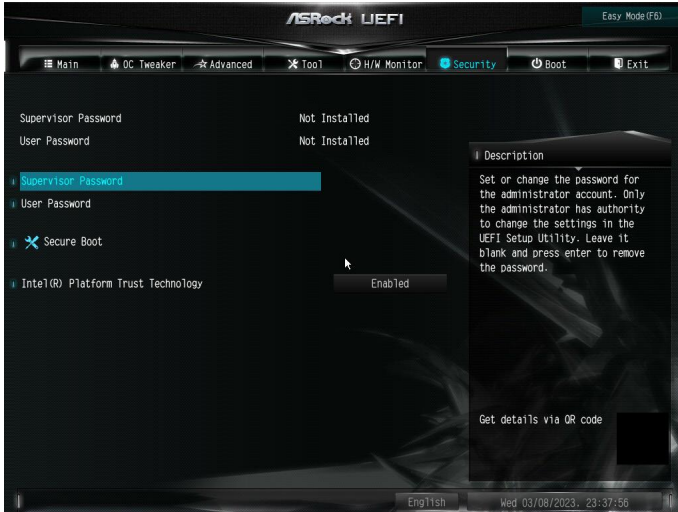 ASRock UEFI
Easy Mode(F6)
Main
OC Tweaker
Advanced
Tool
H/W Monitor
Security
Boot
Exit
Supervisor Password Not Installed
User Password Not Installed
Supervisor Password
User Password
Secure Boot
Intel(R) Platform Trust Technology Enabled
Description
Set or change the password for
the administrator account. Only
the administrator has authority
to change the settings in the
UEFI Setup Utility. Leave it
blank and press enter to remove
the password.
Get details via QR code
English
Wed 03/08/2023. 23:37:56